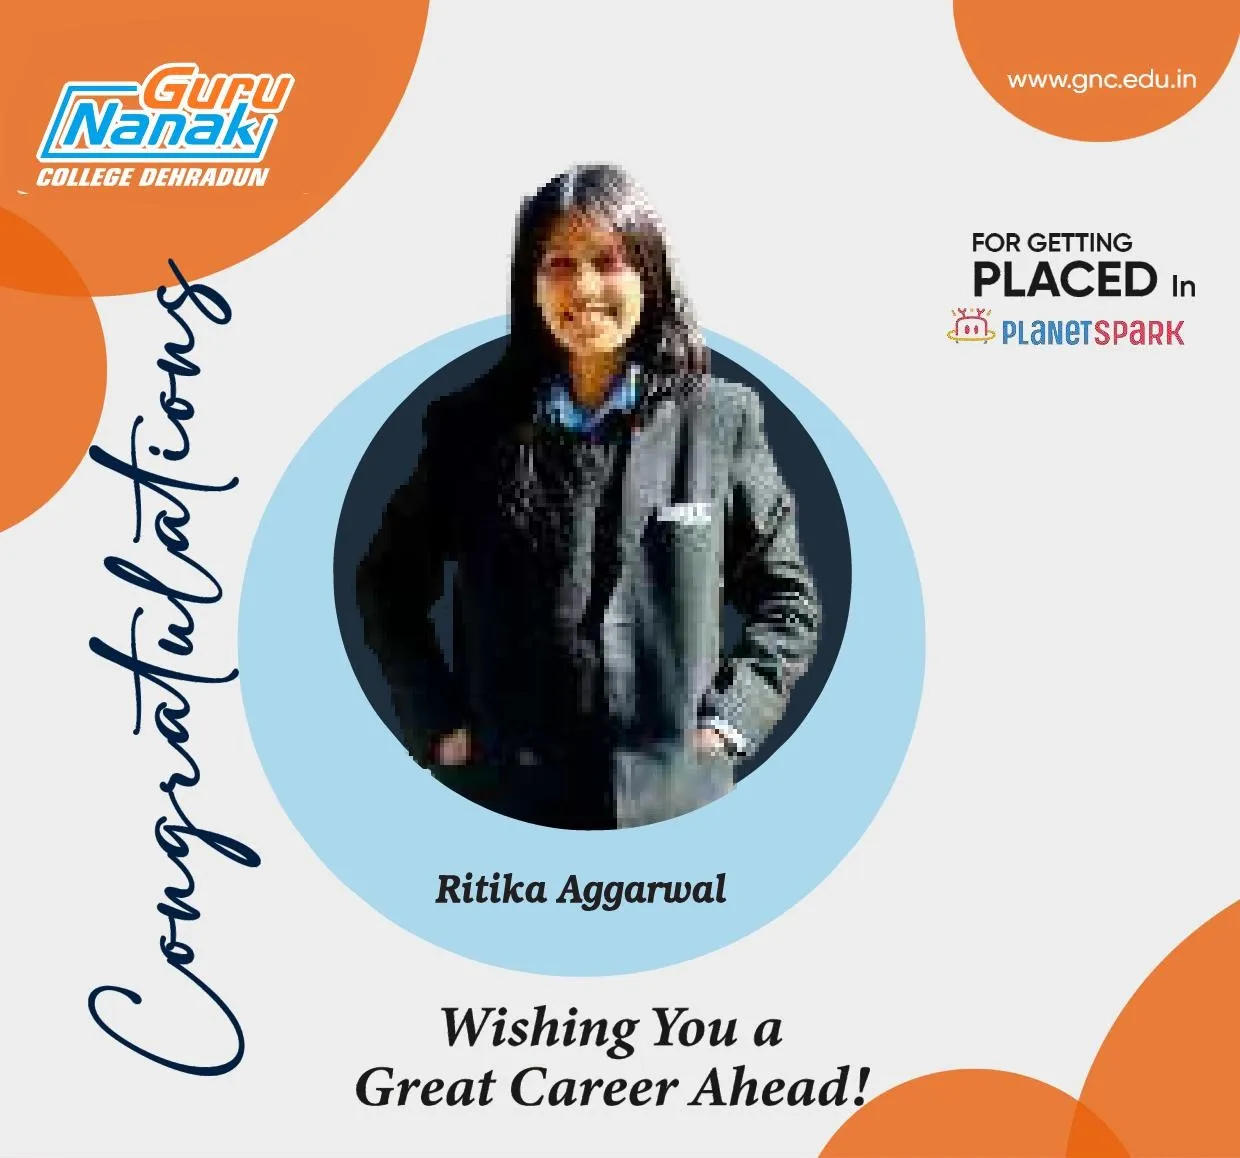 Guru
Nanak
COLLEGE DEHRADUN
www.gnc.edu.in
Congratulations
FOR GETTING
PLACED In
PLANETSPARK
Ritika Aggarwal
Wishing You a
Great Career Ahead!